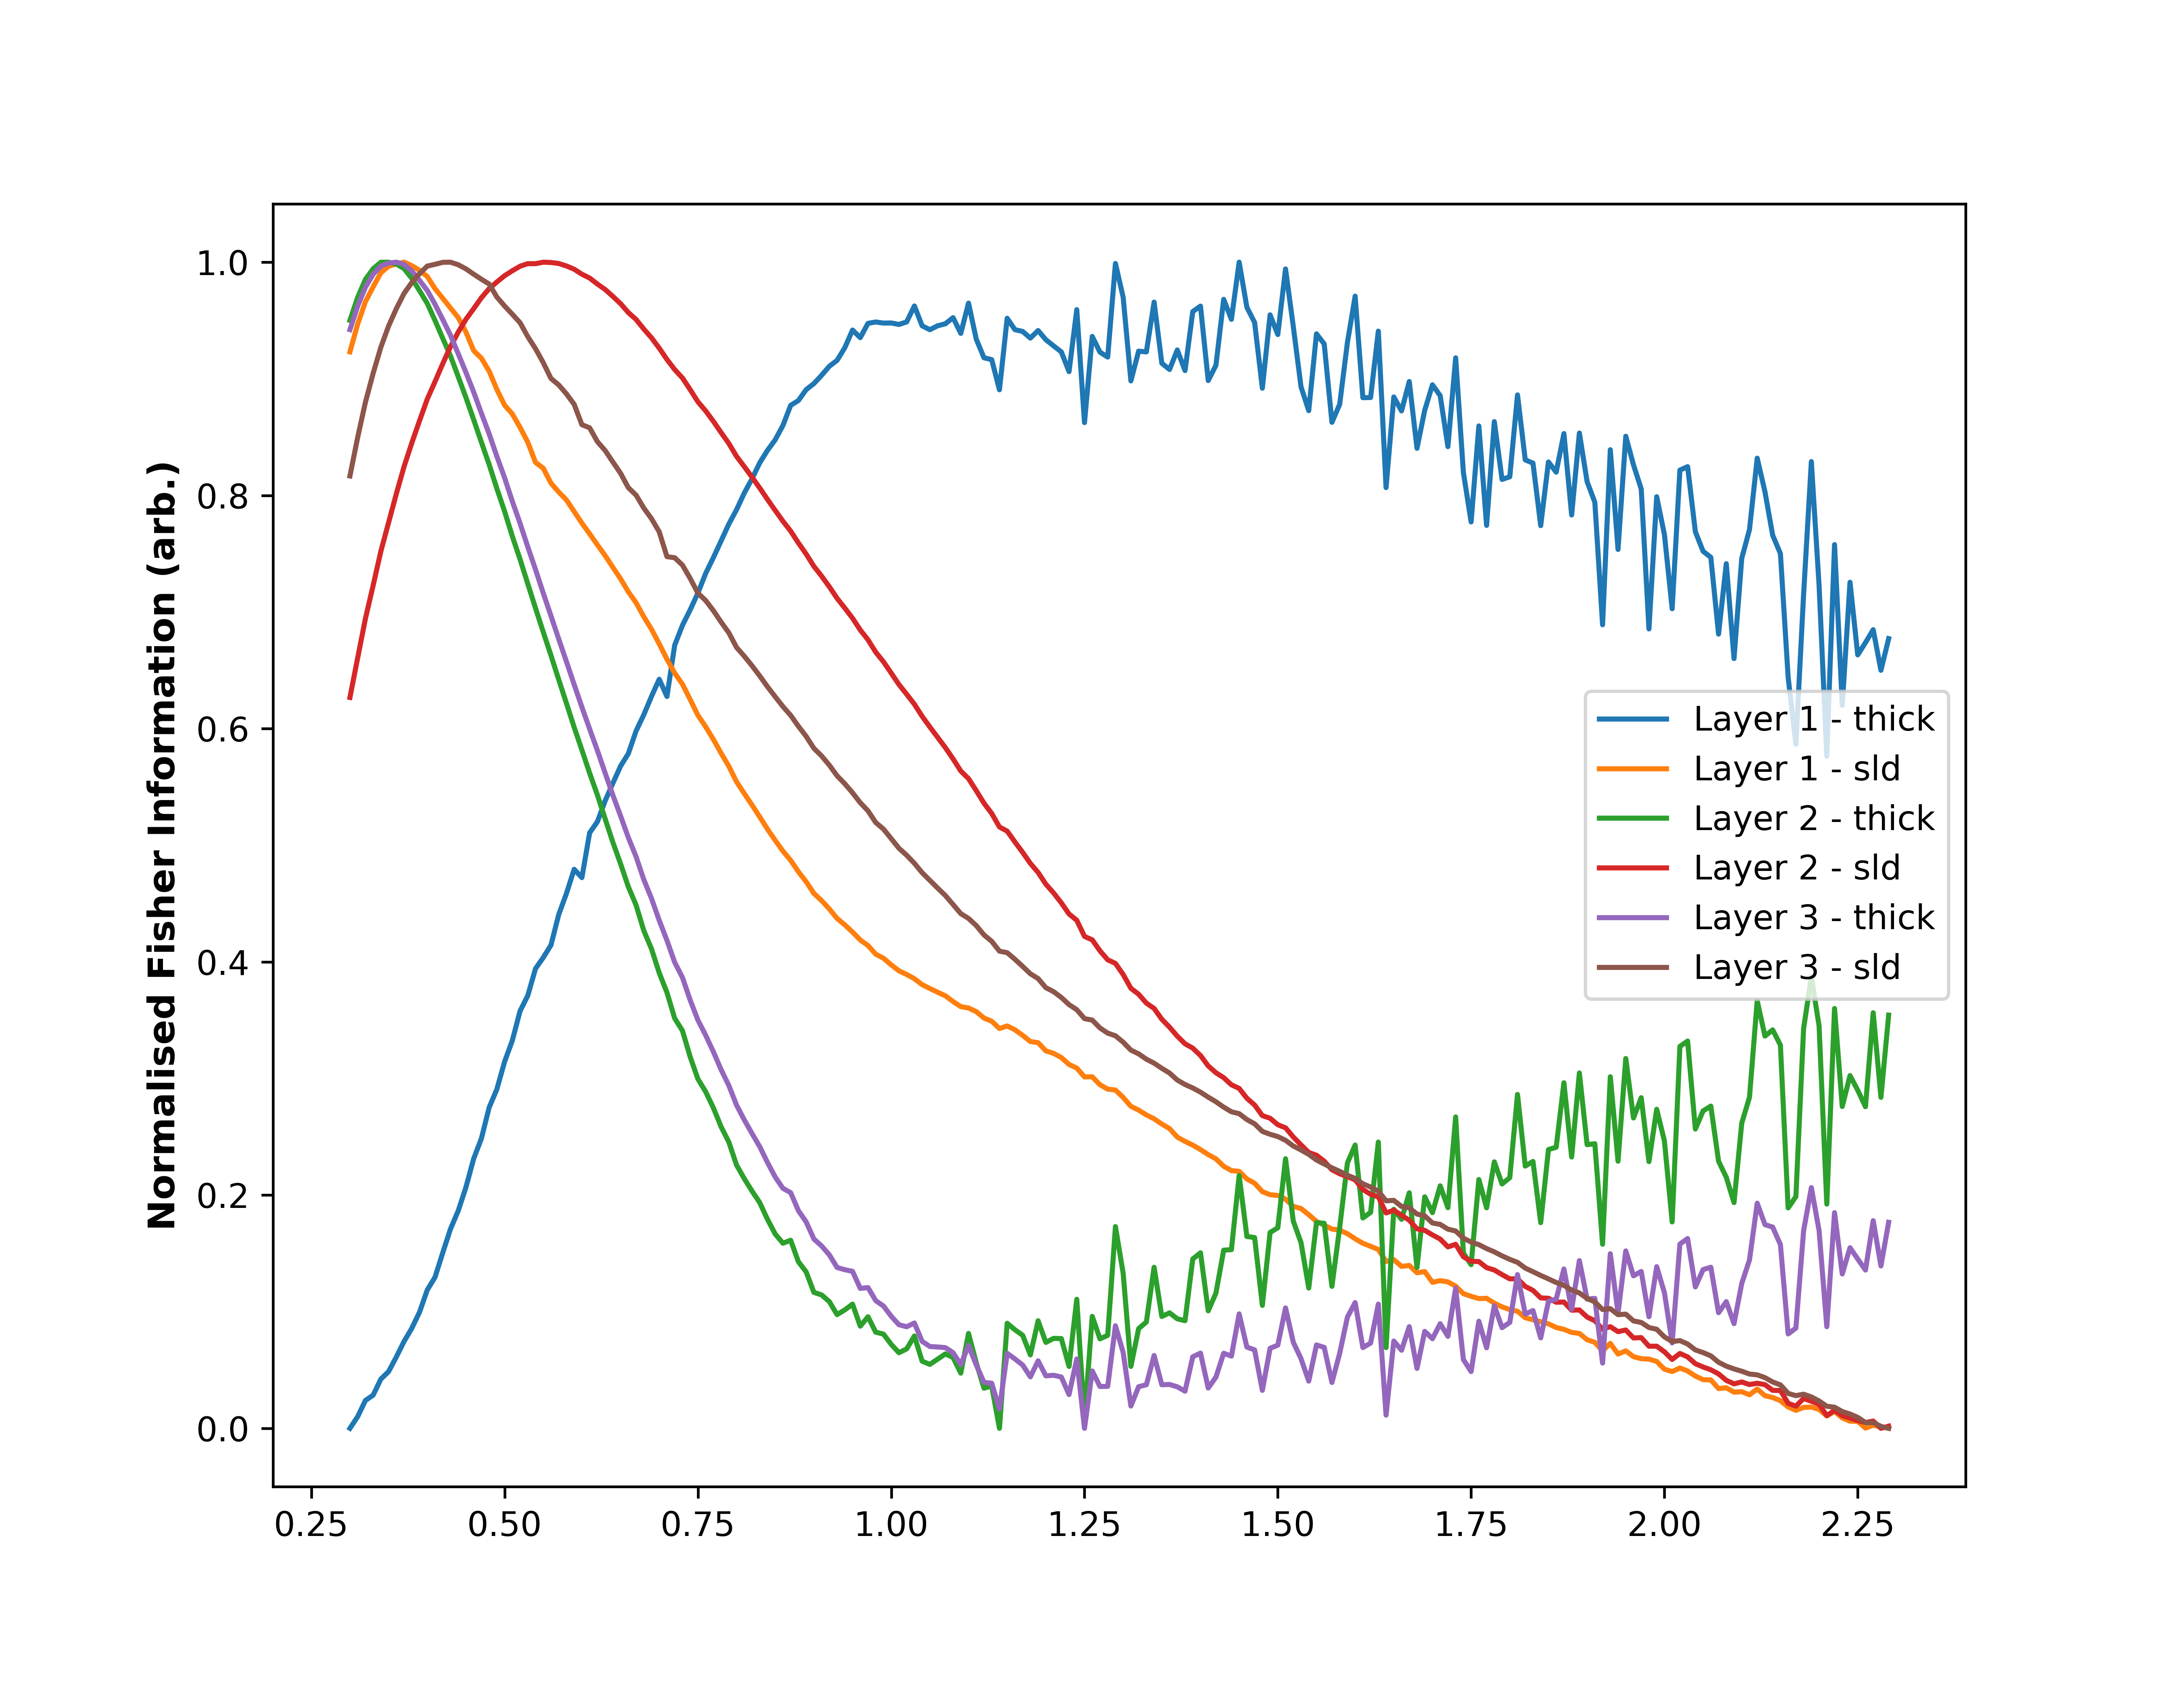 Normalised Fisher Information (arb.)
1.0
0.8
0.6
0.4
0.2
0.0
Layer 1 - thick
Layer 1 - sld
Layer 2 - thick
Layer 2 - sld
Layer 3 - thick
Layer 3 - sld
0.25 0.50 0.75 1.00 1.25 1.50 1.75 2.00 2.25